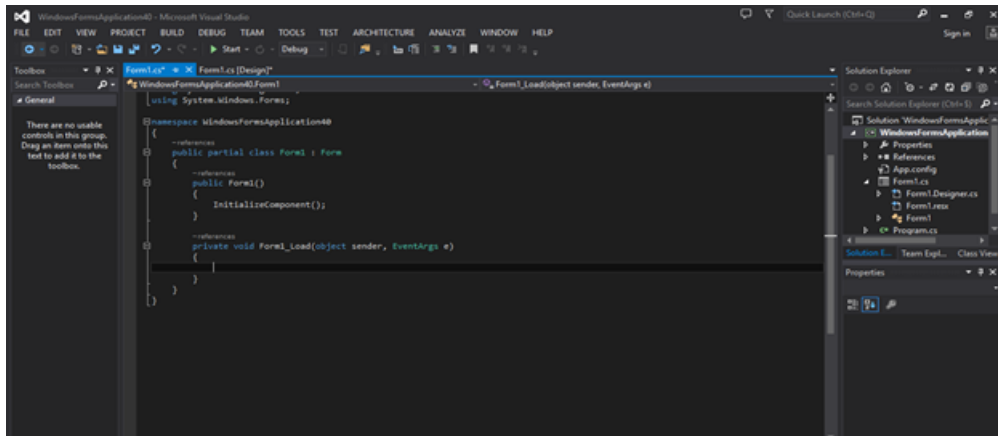 WindowsFormsApplication40 - Microsoft Visual Studio
Quick Launch (Ctrl+Q)
FILE EDIT VIEW PROJECT BUILD DEBUG TEAM TOOLS TEST ARCHITECTURE ANALYZE WINDOW HELP
Sign in
Start
Debug
Toolbox
Search Toolbox
General
There are no usable
controls in this group.
Drag an item onto this
text to add it to the
toolbox.
Form1.cs*
Form1.cs [Design]*
WindowsFormsApplication40.Form1
Form1_Load(object sender, EventArgs e)
using System.Windows.Forms;
namespace WindowsFormsApplication40
{
references
public partial class Form1 : Form
{
references
public Form1()
{
InitializeComponent();
}
references
private void Form1_Load(object sender, EventArgs e)
{
}
}
}
Solution Explorer
Search Solution Explorer (Ctrl+$)
Solution 'WindowsFormsApplic
WindowsFormsApplication
Properties
References
App.config
Form1.cs
Form1.Designer.cs
Form1.resx
Form1
Program.cs
Solution E...
Team Expl...
Class View
Properties